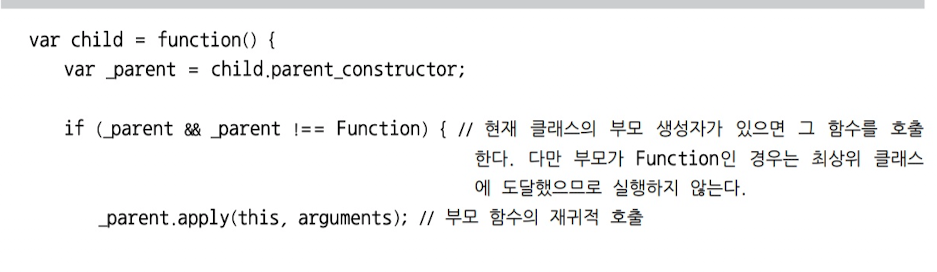 var child = function() {
var _parent = child.parent_constructor;
if (_parent && _parent !== Function) { // 현재 클래스의 부모 생성자가 있으면 그 함수를 호출
한다. 다만 부모가 Function인 경우는 최상위 클래스
에 도달했으므로 실행하지 않는다.
_parent.apply(this, arguments); // 부모 함수의 재귀적 호출